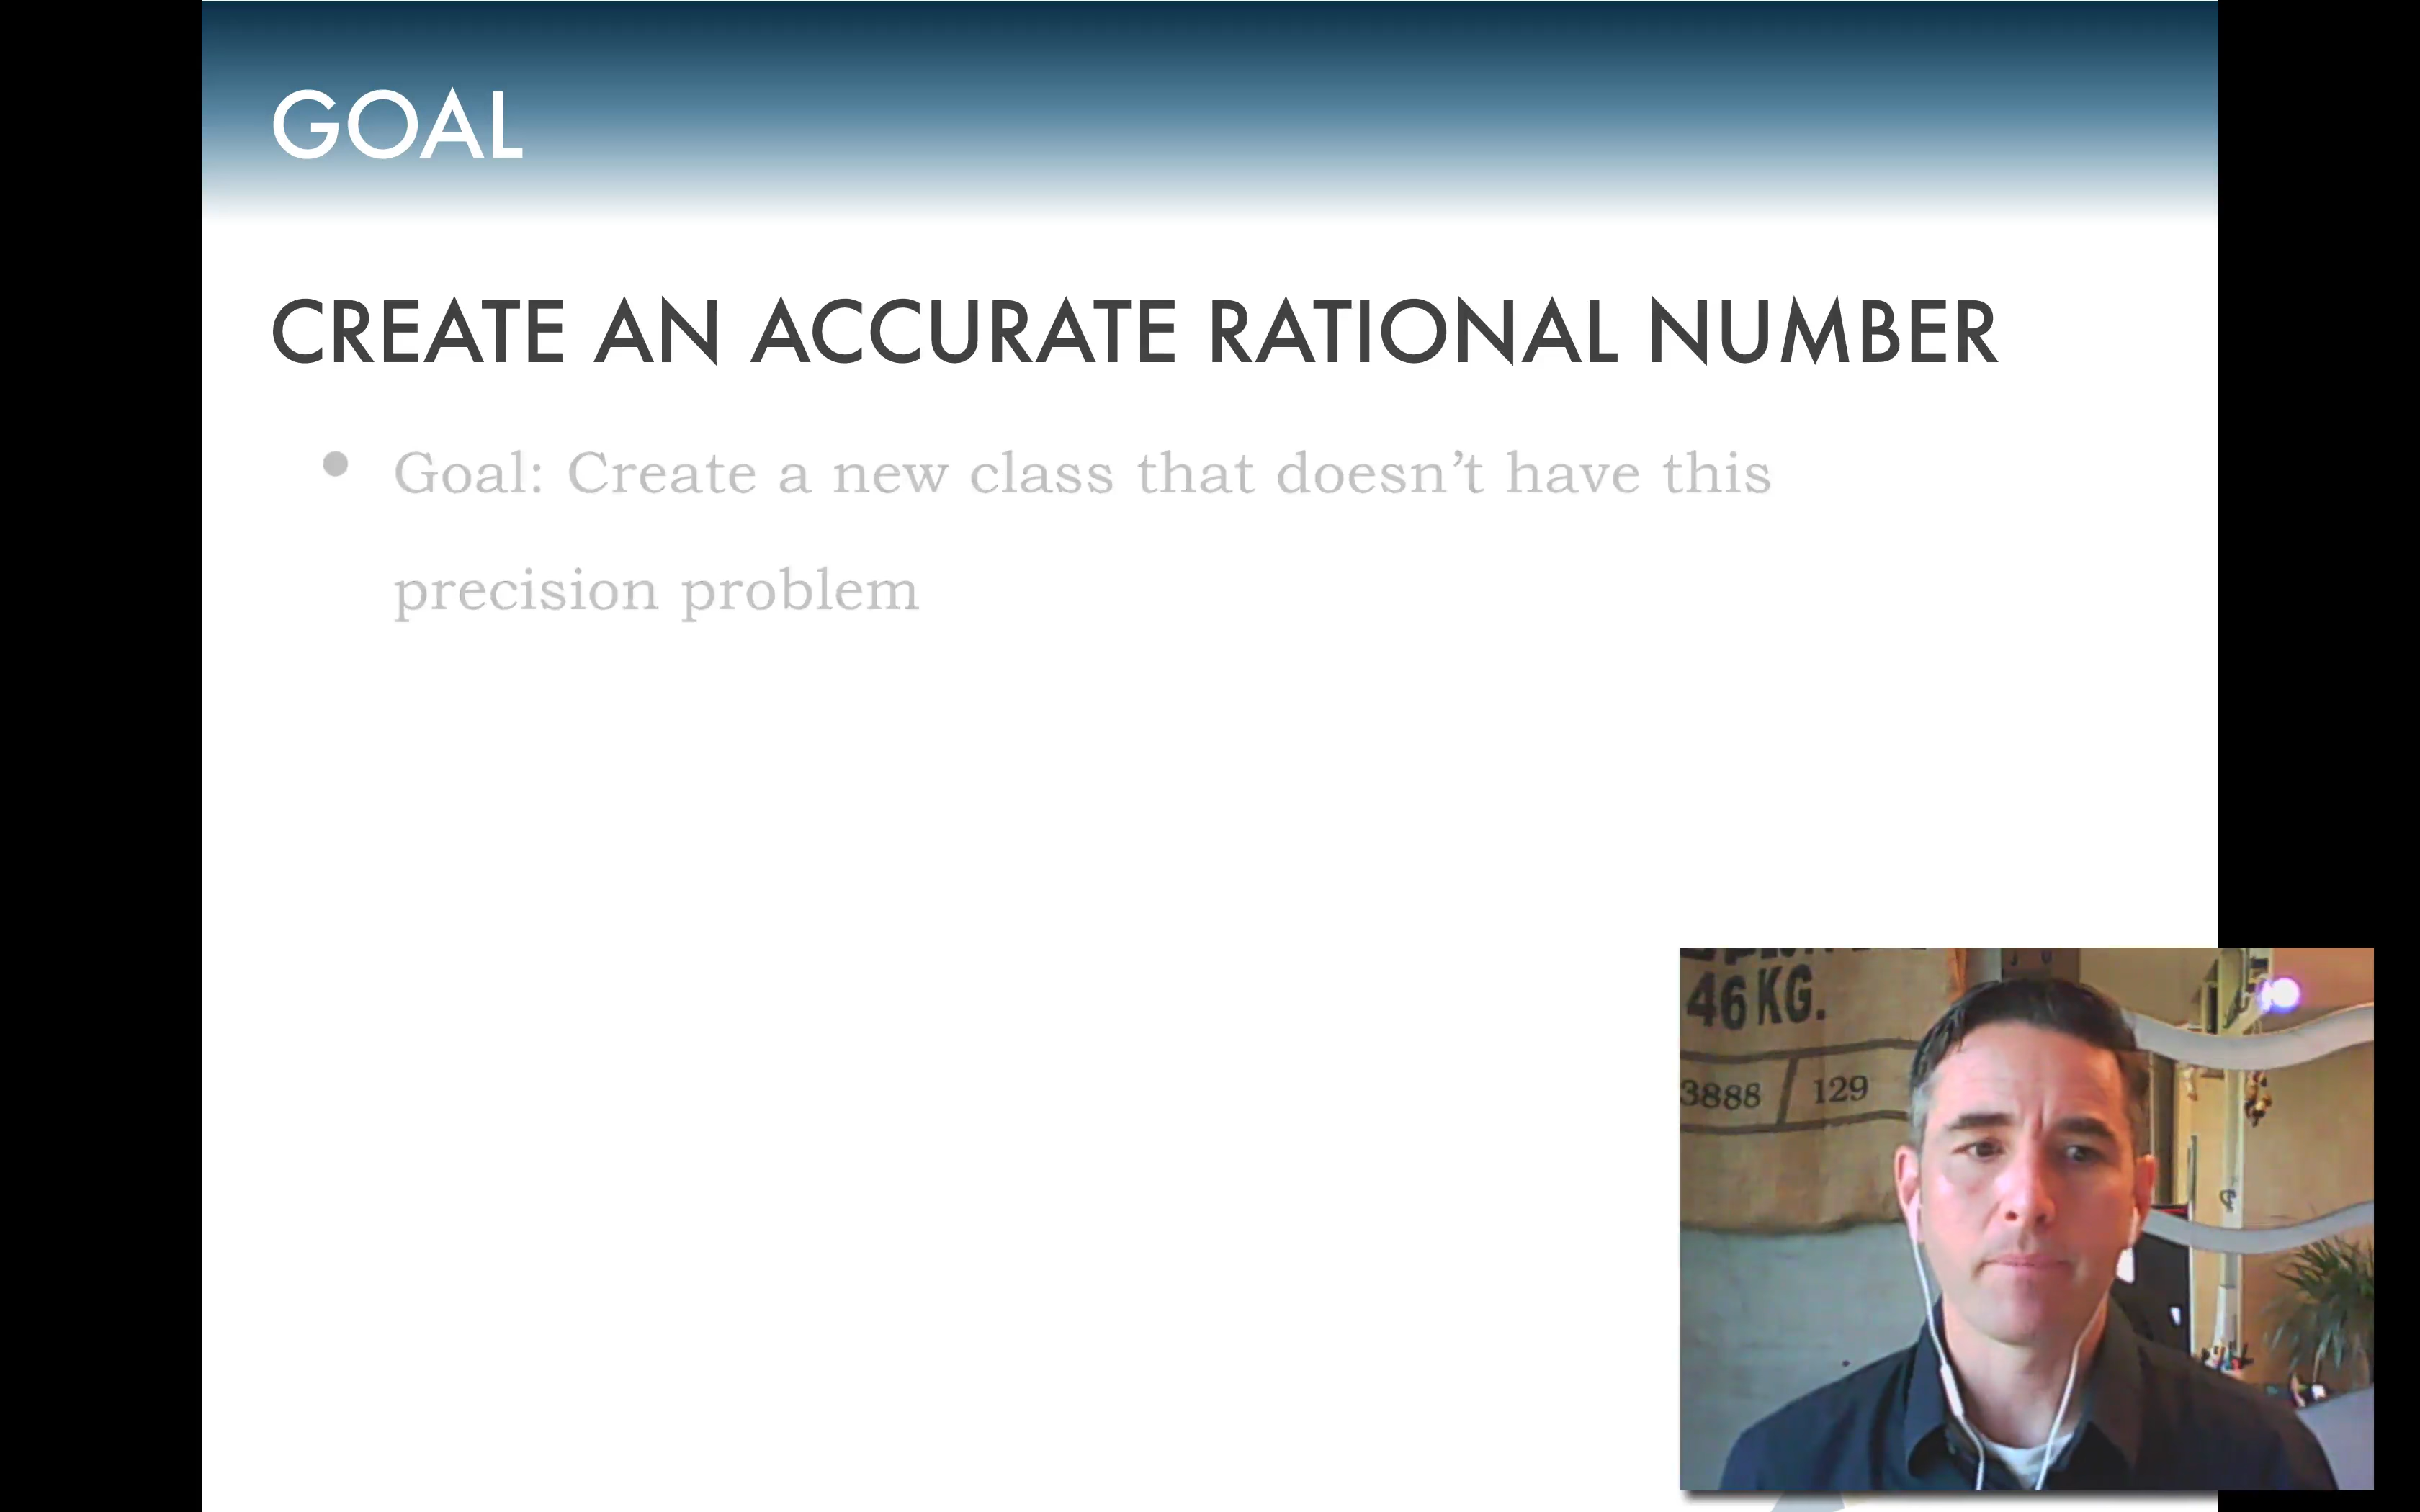 GOAL
CREATE AN ACCURATE RATIONAL NUMBER
• Goal: Create a new class that doesn’t have this
precision problem
46 KG.
3888 / 129